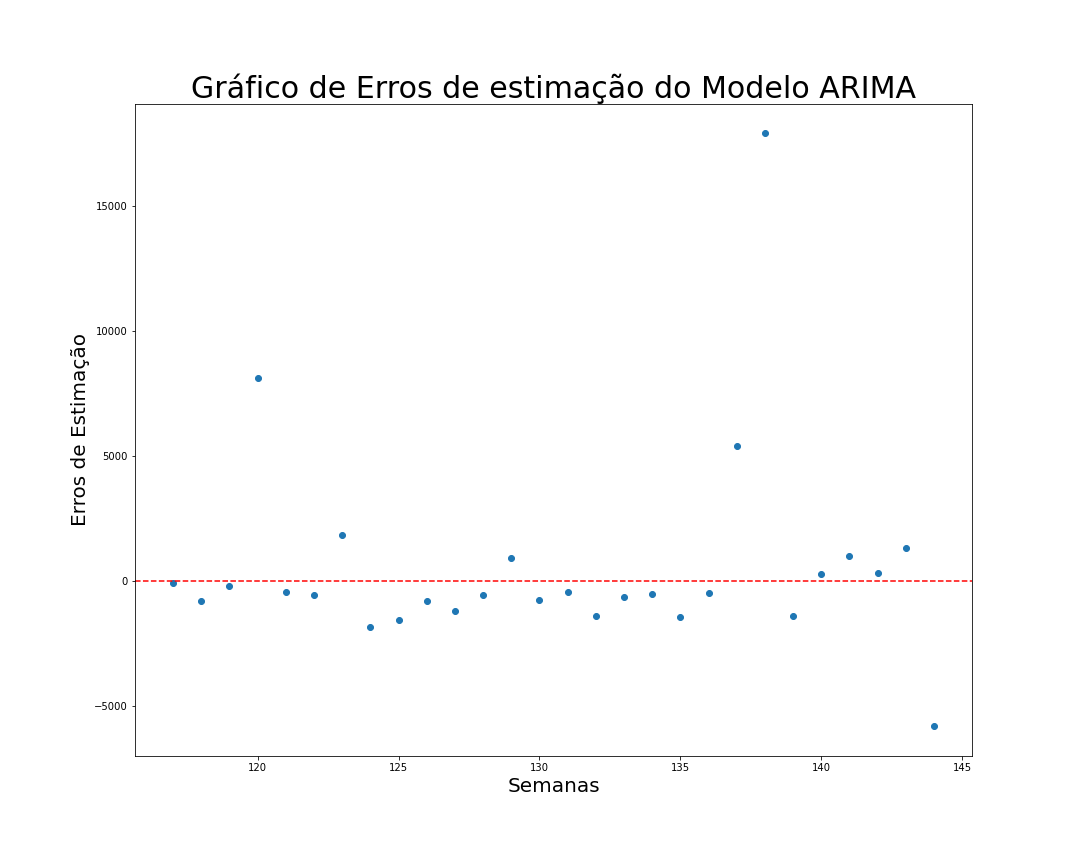 Gráfico de Erros de estimação do Modelo ARIMA
15000
10000
5000
0
−5000
Erros de Estimação
120 125 130 135 140 145
Semanas